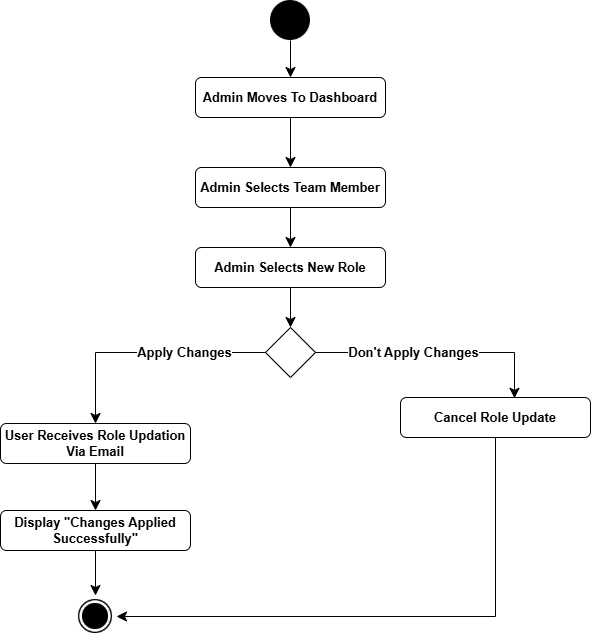 Admin Moves To Dashboard
Admin Selects Team Member
Admin Selects New Role
Apply Changes
Don't Apply Changes
User Receives Role Updation
Via Email
Cancel Role Update
Display "Changes Applied
Successfully"